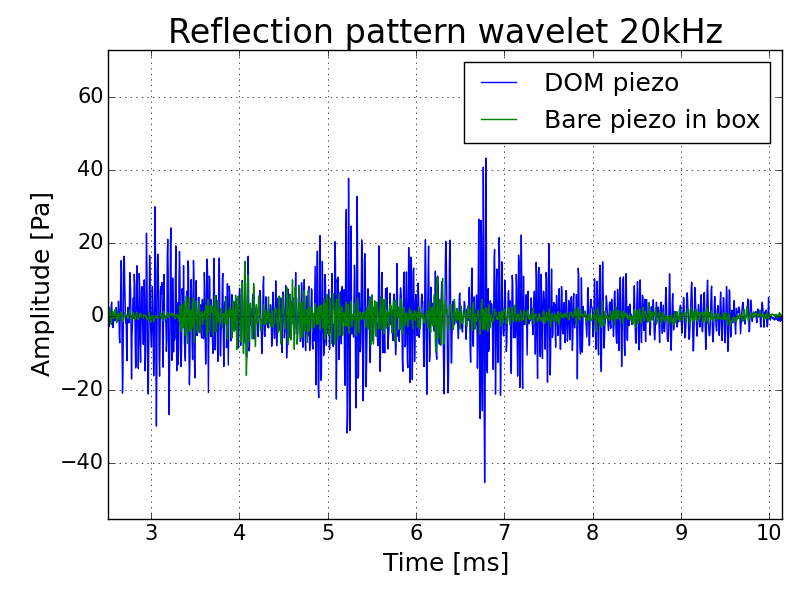 Reflection pattern wavelet 20kHz
DOM piezo
Bare piezo in box
60
40
20
0
−20
−40
Amplitude [Pa]
3 4 5 6 7 8 9 10
Time [ms]